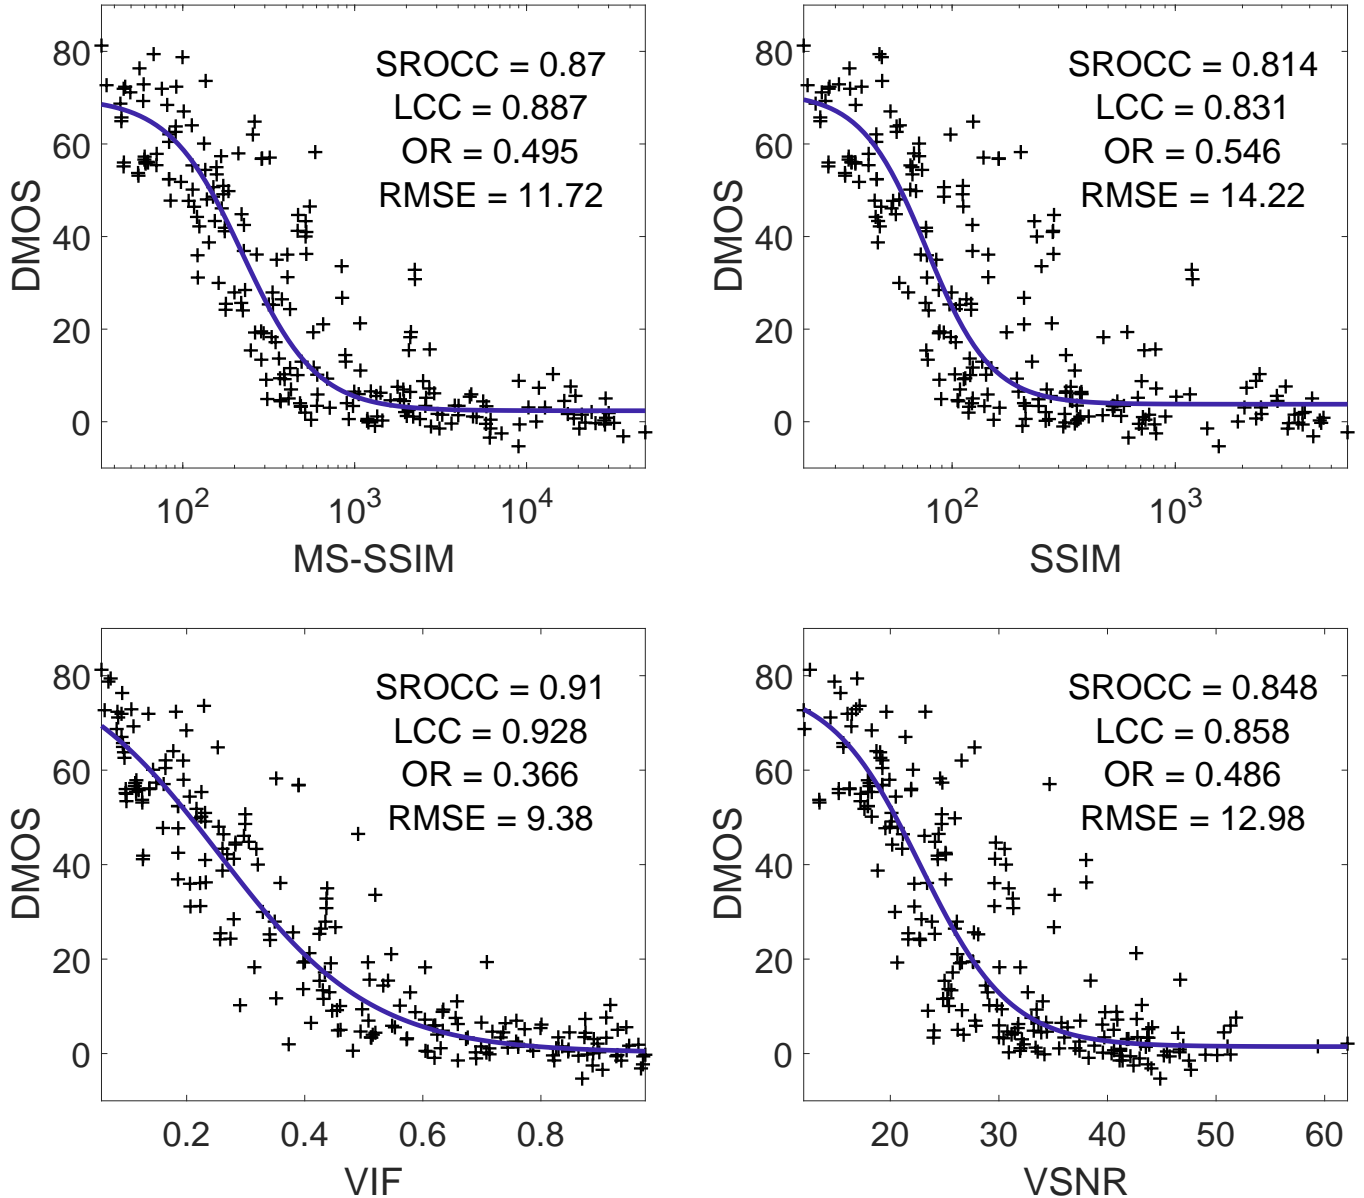 SROCC = 0.87
LCC = 0.887
OR = 0.495
RMSE = 11.72
80
60
40
20
0
DMOS
10^2
10^3
10^4
MS-SSIM
SROCC = 0.814
LCC = 0.831
OR = 0.546
RMSE = 14.22
80
60
40
20
0
DMOS
10^2
10^3
SSIM
SROCC = 0.91
LCC = 0.928
OR = 0.366
RMSE = 9.38
80
60
40
20
0
DMOS
0.2
0.4
0.6
0.8
VIF
SROCC = 0.848
LCC = 0.858
OR = 0.486
RMSE = 12.98
80
60
40
20
0
DMOS
20
30
40
50
60
VSNR